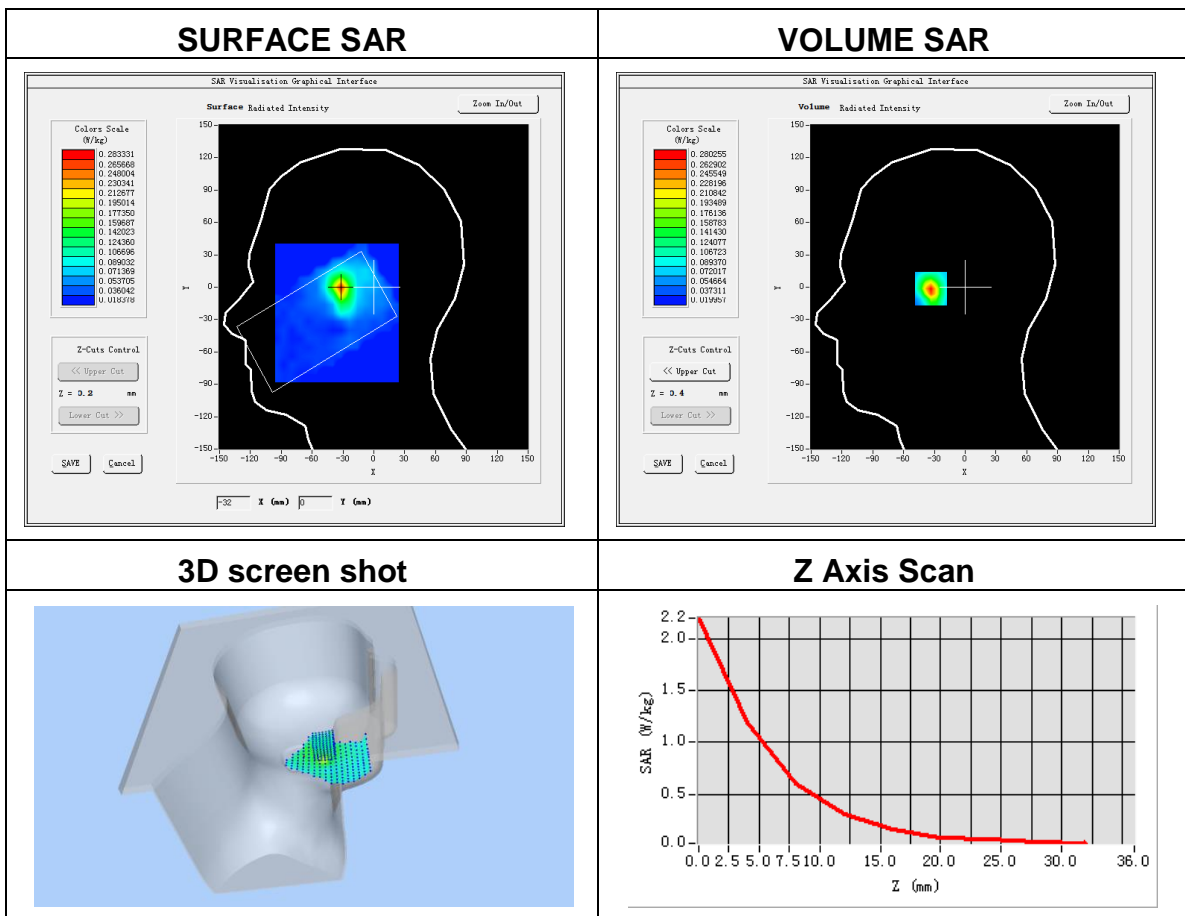 SURFACE SAR
VOLUME SAR
SAR Visualisation Graphical Interface
Surface Radiated Intensity
Zoom In/Out
Colors Scale
(W/kg)
0.283331
0.265668
0.248004
0.230341
0.212677
0.195014
0.177350
0.159687
0.142023
0.124360
0.106696
0.089032
0.071369
0.053705
0.036042
0.018378
Z-Cuts Control
<< Upper Cut
Z = 0.2 mm
Lower Cut >>
SAVE Cancel
150
120
90
60
30
0
-30
-60
-90
-120
-150
Y
-150 -120 -90 -60 -30 0 30 60 90 120 150
X
-32 X (mm) 0 Y (mm)
SAR Visualisation Graphical Interface
Volume Radiated Intensity
Zoom In/Out
Colors Scale
(W/kg)
0.280255
0.262902
0.245549
0.228196
0.210842
0.193489
0.176136
0.158783
0.141430
0.124077
0.106723
0.089370
0.072017
0.054664
0.037311
0.019957
Z-Cuts Control
<< Upper Cut
Z = 0.4 mm
Lower Cut >>
SAVE Cancel
150
120
90
60
30
0
-30
-60
-90
-120
-150
Y
-150 -120 -90 -60 -30 0 30 60 90 120 150
X
3D screen shot
Z Axis Scan
2.2
2.0
1.5
1.0
0.5
0.0
SAR (W/kg)
0.0 2.5 5.0 7.5 10.0 15.0 20.0 25.0 30.0 36.0
Z (mm)